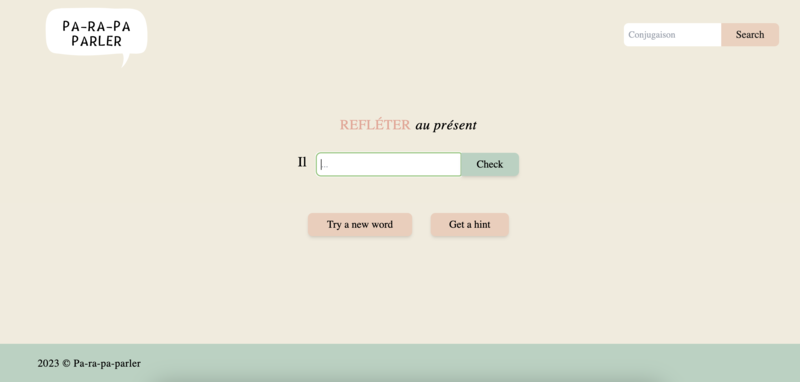 PA-RA-PA
PARLER
Conjugaison
Search
REFLÉTER au présent
Il
...
Check
Try a new word
Get a hint
2023 © Pa-ra-pa-parler